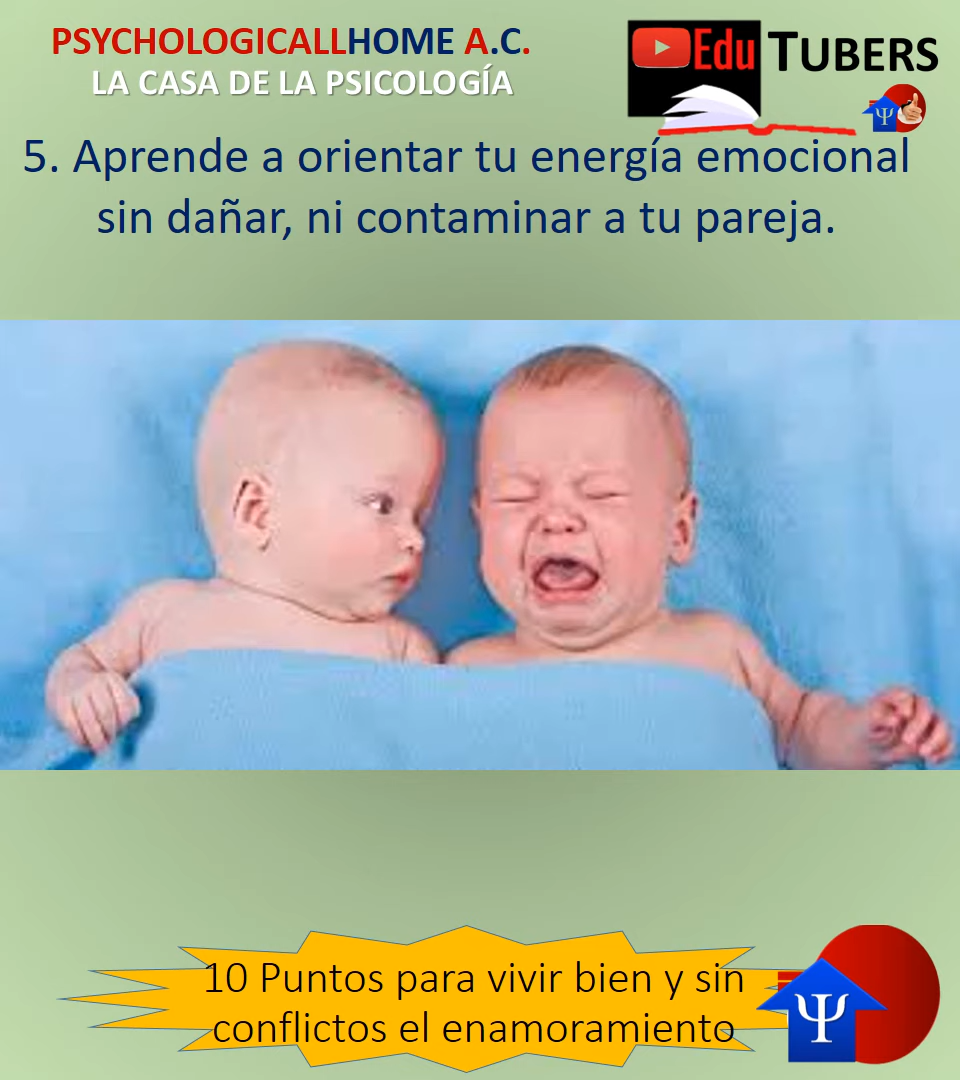 PSYCHOLOGICALLHOME A.C.
LA CASA DE LA PSICOLOGÍA
Edu TUBERS
Ψ
5. Aprende a orientar tu energía emocional
sin dañar, ni contaminar a tu pareja.
10 Puntos para vivir bien y sin
conflictos el enamoramiento
Ψ